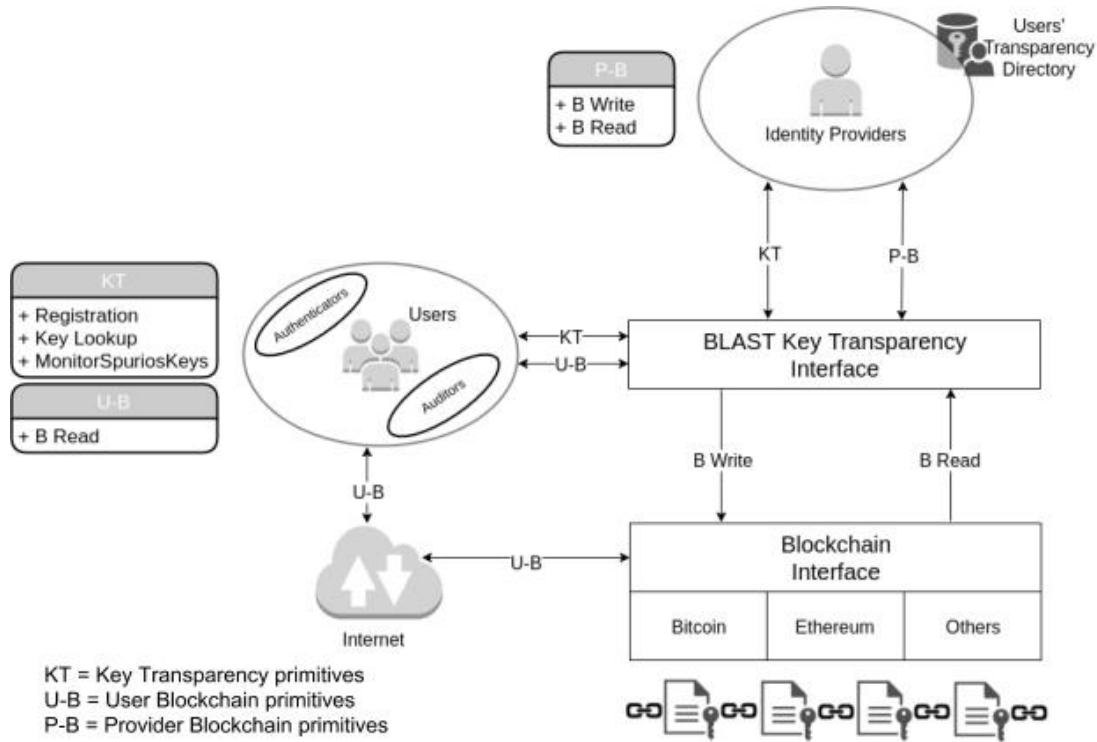 Users'
Transparency
Directory
P-B
+ B Write
+ B Read
Identity Providers
KT
P-B
KT
+ Registration
+ Key Lookup
+ MonitorSpuriosKeys
U-B
+ B Read
Authenticators
Users
Auditors
KT
U-B
BLAST Key Transparency
Interface
B Write
B Read
U-B
Internet
U-B
Blockchain
Interface
Bitcoin
Ethereum
Others
KT = Key Transparency primitives
U-B = User Blockchain primitives
P-B = Provider Blockchain primitives